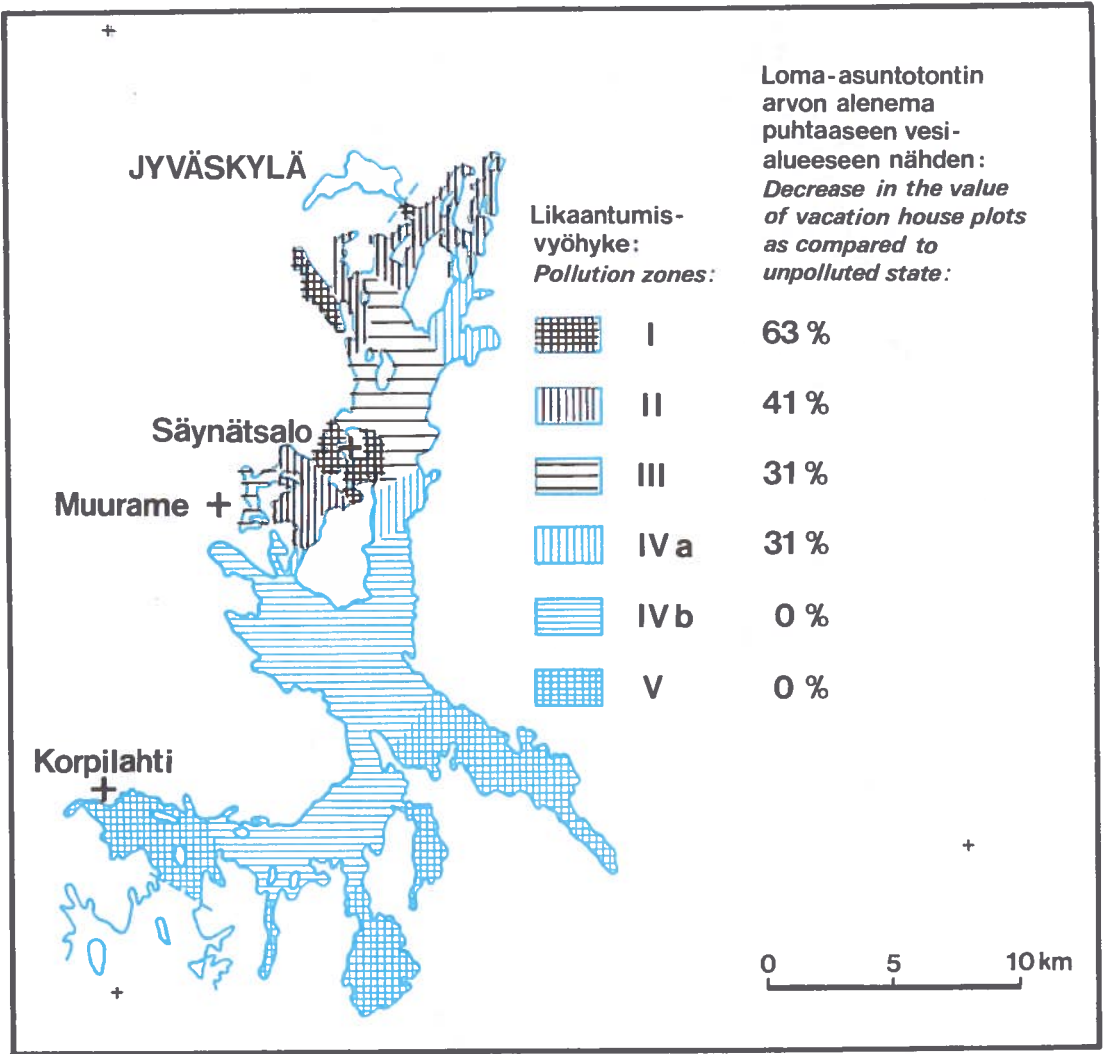 Loma-asuntotontin
arvon alenema
puhtaaseen vesi-
alueeseen nähden:
Decrease in the value
of vacation house plots
as compared to
unpolluted state:
Likaantumis-
vyöhyke:
Pollution zones:
I 63 %
II 41 %
III 31 %
IVa 31 %
IVb 0 %
V 0 %
JYVÄSKYLÄ
Säynätsalo
Muurame
Korpilahti
0 5 10 km